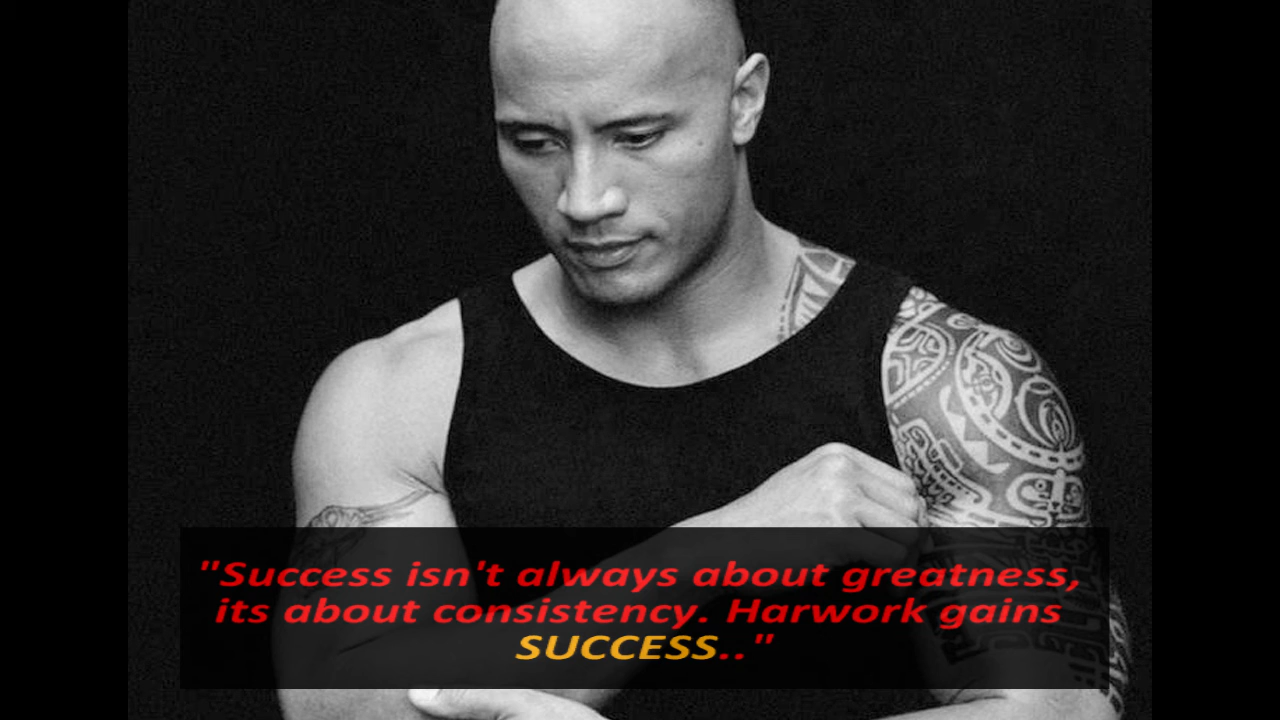 "Success isn't always about greatness,
its about consistency. Harwork gains
SUCCESS.."